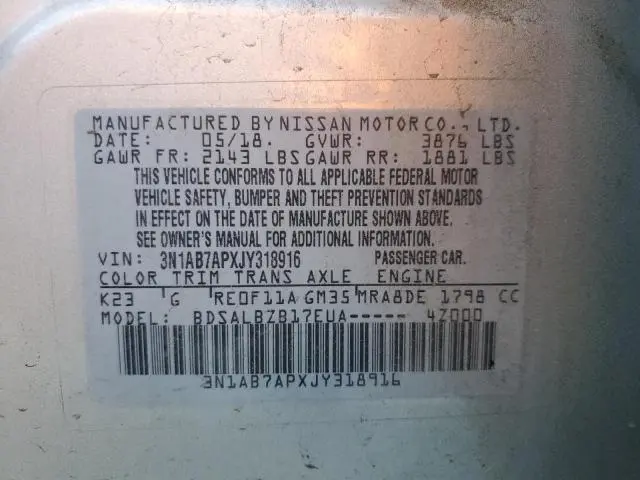 MANUFACTURED BY NISSAN MOTOR CO., LTD.
DATE: 05/18. GVWR: 3876 LBS
GAWR FR: 2143 LBS GAWR RR: 1881 LBS
THIS VEHICLE CONFORMS TO ALL APPLICABLE FEDERAL MOTOR
VEHICLE SAFETY, BUMPER AND THEFT PREVENTION STANDARDS
IN EFFECT ON THE DATE OF MANUFACTURE SHOWN ABOVE.
SEE OWNER'S MANUAL FOR ADDITIONAL INFORMATION.
VIN: 3N1AB7APXJY318916 PASSENGER CAR.
COLOR TRIM TRANS AXLE ENGINE
K23 G RE0F11A GM35 MRA8DE 1798 CC
MODEL: BDSALBZB17EUA----- 4Z000
3N1AB7APXJY318916